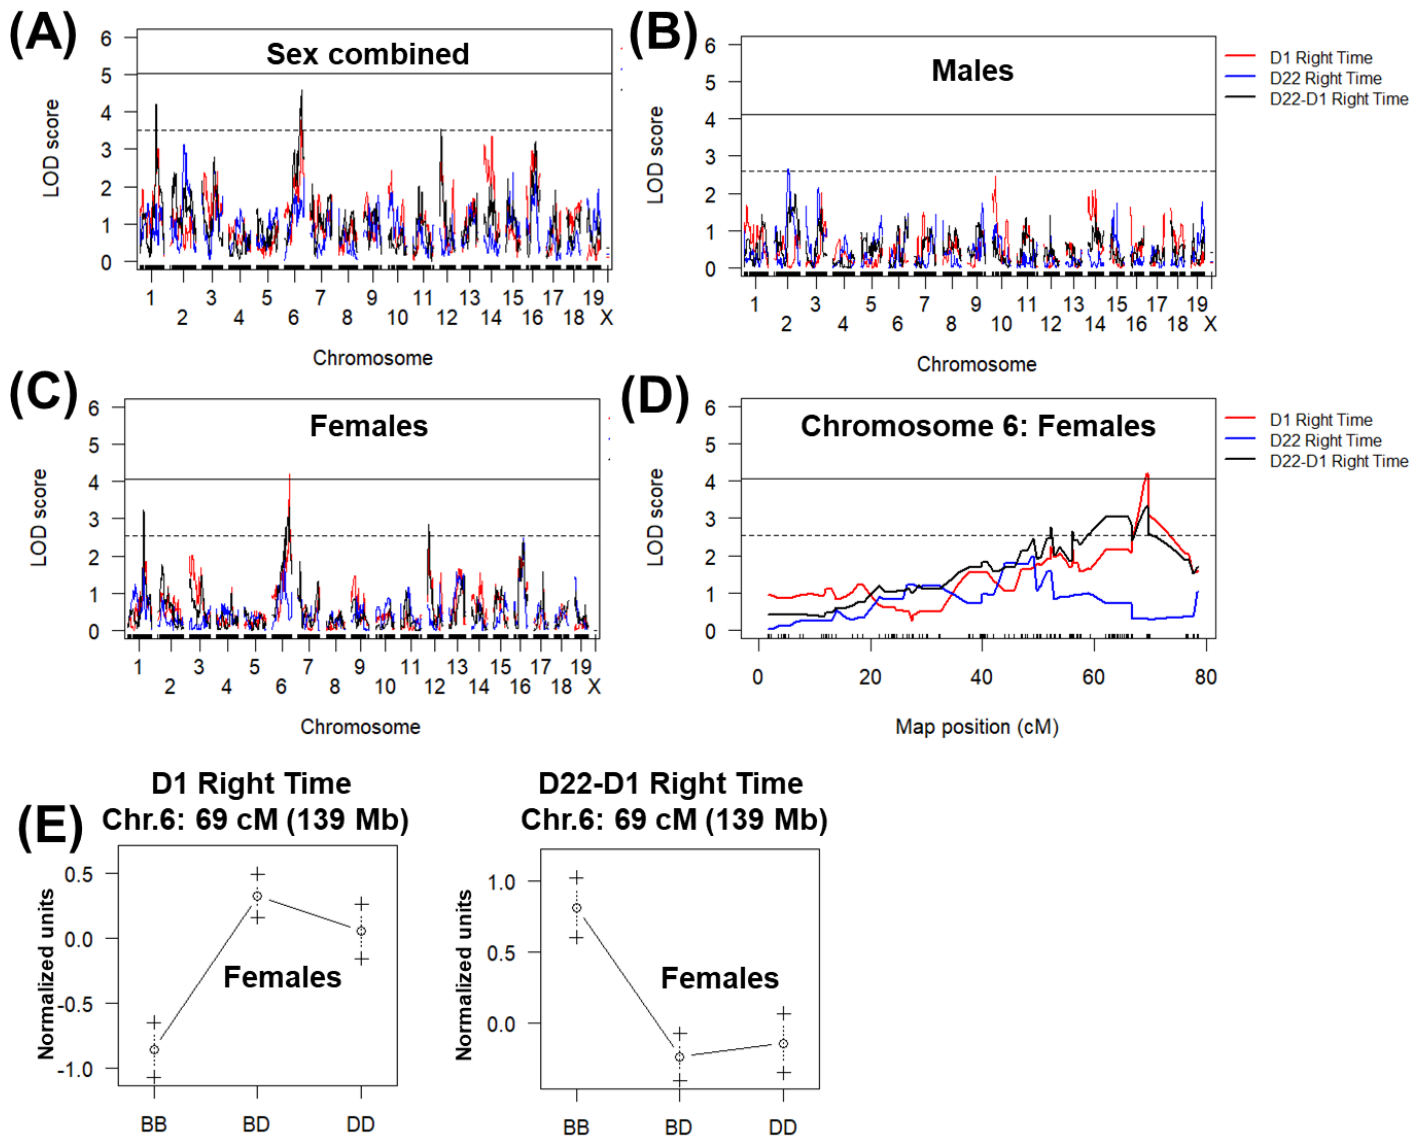 (A)
Sex combined
LOD score
6
5
4
3
2
1
0
1 3 5 7 9 11 13 15 17 19
2 4 6 8 10 12 14 16 18 X
Chromosome
(B)
Males
LOD score
6
5
4
3
2
1
0
1 3 5 7 9 11 13 15 17 19
2 4 6 8 10 12 14 16 18 X
Chromosome
D1 Right Time
D22 Right Time
D22-D1 Right Time
(C)
Females
LOD score
6
5
4
3
2
1
0
1 3 5 7 9 11 13 15 17 19
2 4 6 8 10 12 14 16 18 X
Chromosome
(D)
Chromosome 6: Females
LOD score
6
5
4
3
2
1
0
0 20 40 60 80
Map position (cM)
D1 Right Time
D22 Right Time
D22-D1 Right Time
(E)
D1 Right Time
Chr.6: 69 cM (139 Mb)
Normalized units
0.5
0.0
-0.5
-1.0
Females
BB BD DD
D22-D1 Right Time
Chr.6: 69 cM (139 Mb)
Normalized units
1.0
0.5
0.0
Females
BB BD DD